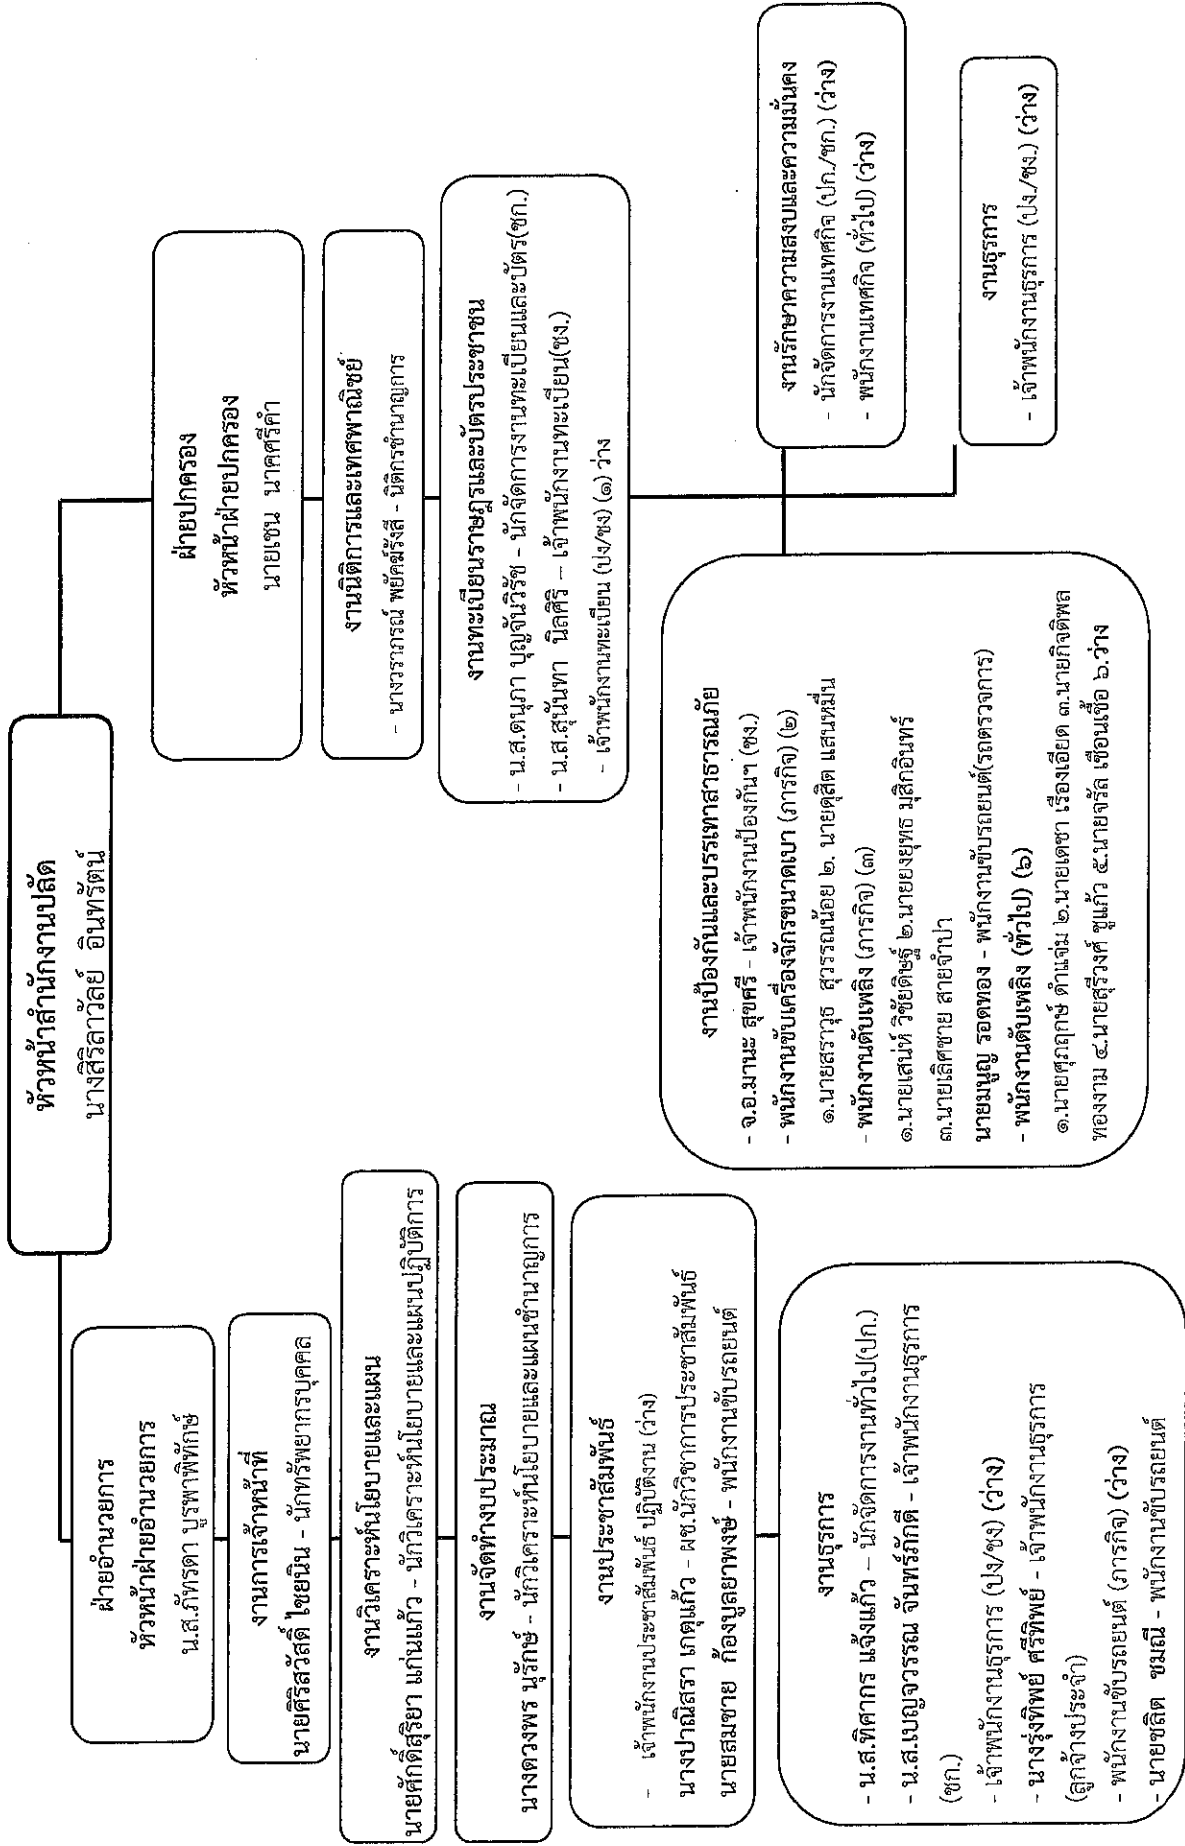 หัวหน้าสำนักงานปลัด
นางสิริลาวัลย์ อินทรัตน์
ฝ่ายอำนวยการ
หัวหน้าฝ่ายอำนวยการ
น.ส.ภัทรดา บูรพาพิทักษ์
งานการเจ้าหน้าที่
นายศิริสวัสดิ์ ไชยนิน - นักทรัพยากรบุคคล
งานวิเคราะห์นโยบายและแผน
นายศักดิ์สุริยา แก่นแก้ว - นักวิเคราะห์นโยบายและแผนปฏิบัติการ
งานจัดทำงบประมาณ
นางดวงพร นุรักษ์ - นักวิเคราะห์นโยบายและแผนชำนาญการ
งานประชาสัมพันธ์
- เจ้าพนักงานประชาสัมพันธ์ ปฏิบัติงาน (ว่าง)
นางปาณิสรา เกตุแก้ว - ผช.นักวิชาการประชาสัมพันธ์
นายสมชาย ก้องบูลยาพงษ์ - พนักงานขับรถยนต์
งานธุรการ
- น.ส.ทิศากร แจ้งแก้ว – นักจัดการงานทั่วไป(ปก.)
- น.ส.เบญจวรรณ จันทร์ภักดี - เจ้าพนักงานธุรการ
(ชก.)
- เจ้าพนักงานธุรการ (ปง/ชง) (ว่าง)
- นางรุ่งทิพย์ ศรีทิพย์ - เจ้าพนักงานธุรการ
(ลูกจ้างประจำ)
- พนักงานขับรถยนต์ (ภารกิจ) (ว่าง)
- นายชลิต ชมณี - พนักงานขับรถยนต์
ฝ่ายปกครอง
หัวหน้าฝ่ายปกครอง
นายเชน นาคศรีคำ
งานนิติการและเทศพาณิชย์
- นางวราภรณ์ พยัคฆ์รังสี - นิติกรชำนาญการ
งานทะเบียนราษฎรและบัตรประชาชน
- น.ส.ตนุภา บุญจันวิรัช - นักจัดการงานทะเบียนและบัตร(ชก.)
- น.ส.สุนันทา นิลศิริ – เจ้าพนักงานทะเบียน(ชง.)
- เจ้าพนักงานทะเบียน (ปง/ชง) (๑) ว่าง
งานป้องกันและบรรเทาสาธารณภัย
- จ.อ.มานะ สุขศรี – เจ้าพนักงานป้องกันฯ (ชง.)
- พนักงานขับเครื่องจักรขนาดเบา (ภารกิจ) (๒)
๑.นายสราวุธ สุวรรณน้อย ๒. นายดุสิต แสนหมื่น
- พนักงานดับเพลิง (ภารกิจ) (๓)
๑.นายเสน่ห์ วิชัยดิษฐ์ ๒.นายยงยุทธ มุสิกอินทร์
๓.นายเลิศชาย สายจำปา
นายมนูญ รอดทอง - พนักงานขับรถยนต์(รถตรวจการ)
- พนักงานดับเพลิง (ทั่วไป) (๖)
๑.นายศุภฤกษ์ ดำแจ่ม ๒.นายเดชา เรืองเอียด ๓.นายกิจติพล
ทองงาม ๔.นายสุรีวงศ์ ชูแก้ว ๕.นายจรัล เชือนเชื้อ ๖.ว่าง
งานรักษาความสงบและความมั่นคง
- นักจัดการงานเทศกิจ (ปก./ชก.) (ว่าง)
- พนักงานเทศกิจ (ทั่วไป) (ว่าง)
งานธุรการ
- เจ้าพนักงานธุรการ (ปง./ชง.) (ว่าง)